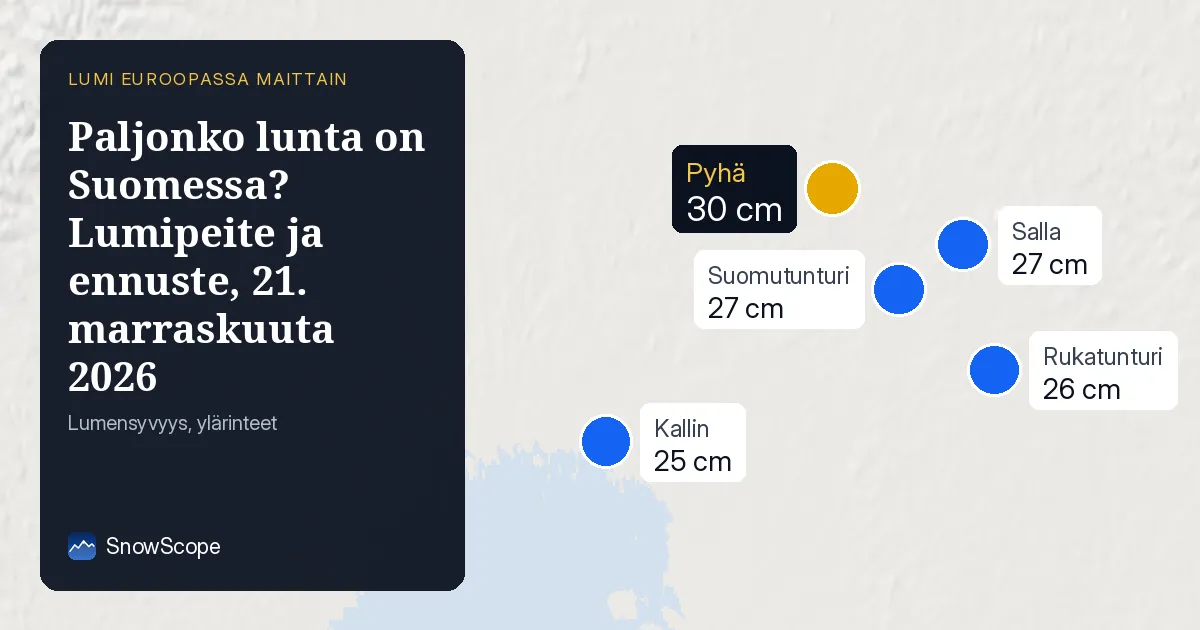 LUMI EUROOPASSA MAITTAIN
Paljonko lunta on
Suomessa?
Lumipeite ja
ennuste, 21.
marraskuuta
2026
Lumensyvyys, ylärinteet
SnowScope
Pyhä
30 cm
Salla
27 cm
Suomutunturi
27 cm
Rukatunturi
26 cm
Kallin
25 cm